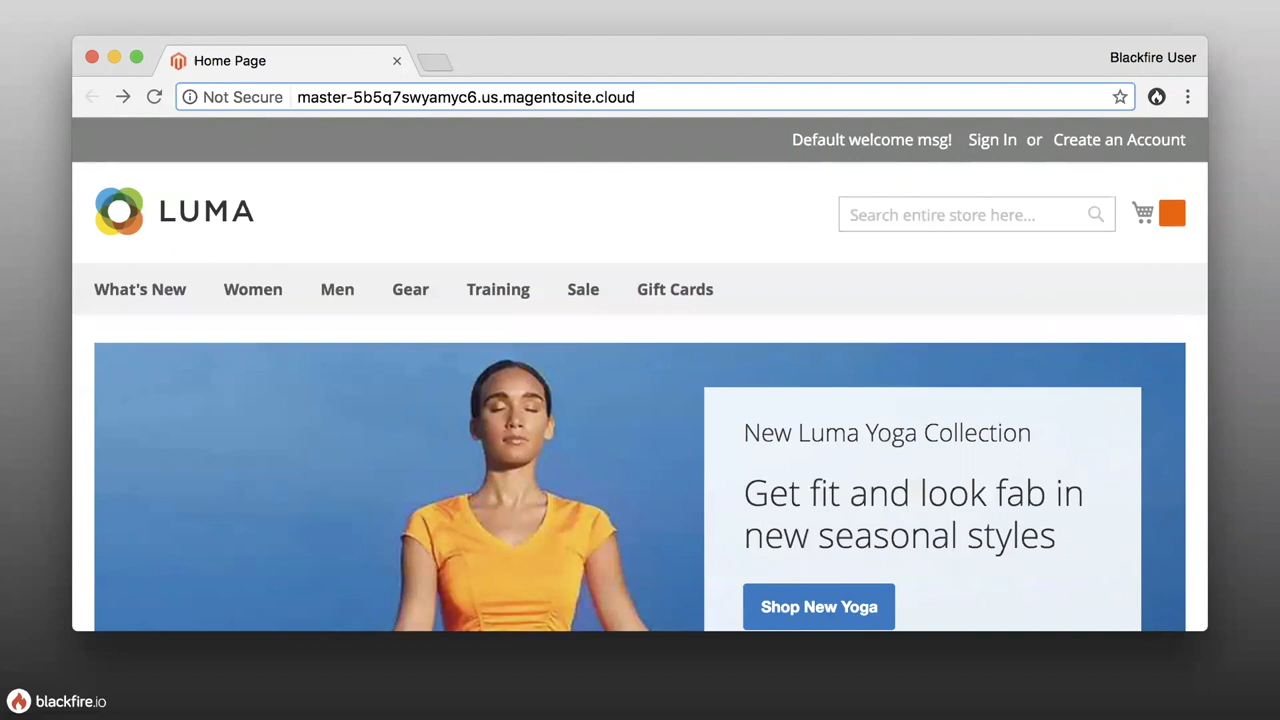 Home Page
Blackfire User
Not Secure master-5b5q7swyamyc6.us.magentosite.cloud
Default welcome msg! Sign In or Create an Account
LUMA
Search entire store here...
What's New Women Men Gear Training Sale Gift Cards
New Luma Yoga Collection
Get fit and look fab in
new seasonal styles
Shop New Yoga
blackfire.io